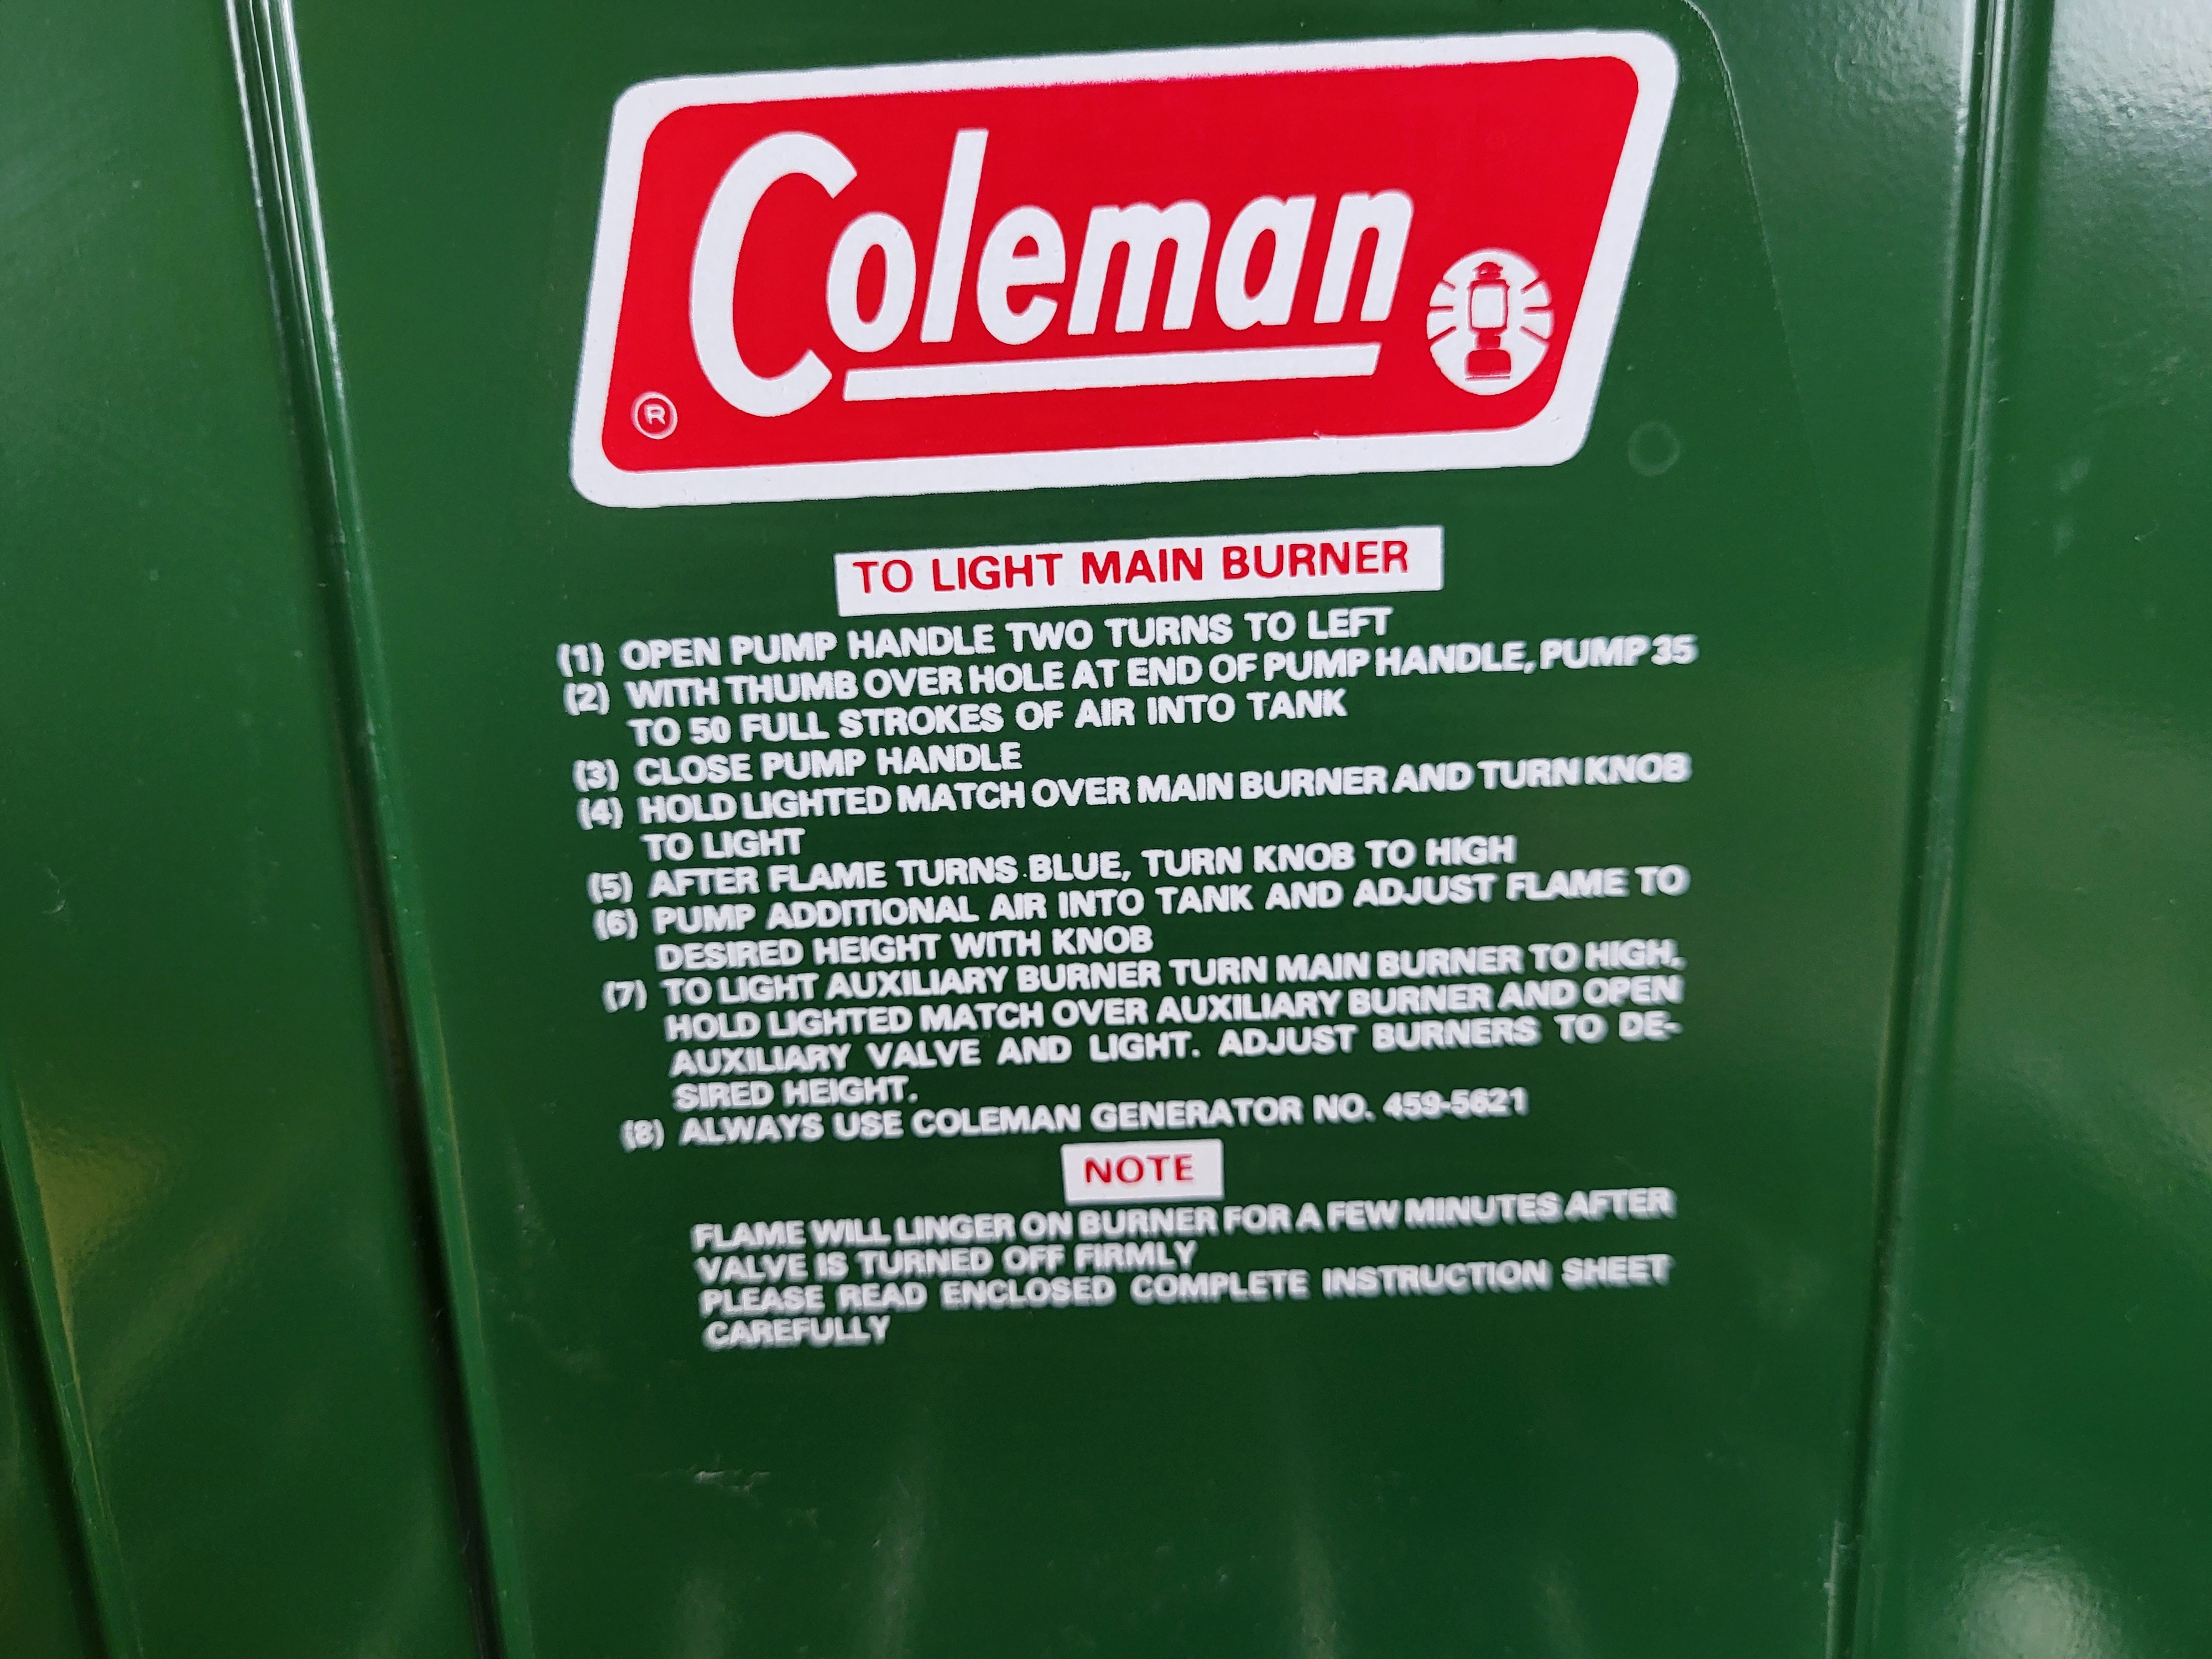 Coleman
®
TO LIGHT MAIN BURNER
(1) OPEN PUMP HANDLE TWO TURNS TO LEFT
(2) WITH THUMB OVER HOLE AT END OF PUMP HANDLE, PUMP 35
TO 50 FULL STROKES OF AIR INTO TANK
(3) CLOSE PUMP HANDLE
(4) HOLD LIGHTED MATCH OVER MAIN BURNER AND TURN KNOB
TO LIGHT
(5) AFTER FLAME TURNS BLUE, TURN KNOB TO HIGH
(6) PUMP ADDITIONAL AIR INTO TANK AND ADJUST FLAME TO
DESIRED HEIGHT WITH KNOB
(7) TO LIGHT AUXILIARY BURNER TURN MAIN BURNER TO HIGH.
HOLD LIGHTED MATCH OVER AUXILIARY BURNER AND OPEN
AUXILIARY VALVE AND LIGHT. ADJUST BURNERS TO DE-
SIRED HEIGHT.
(8) ALWAYS USE COLEMAN GENERATOR NO. 459-5621
NOTE
FLAME WILL LINGER ON BURNER FOR A FEW MINUTES AFTER
VALVE IS TURNED OFF FIRMLY
PLEASE READ ENCLOSED COMPLETE INSTRUCTION SHEET
CAREFULLY